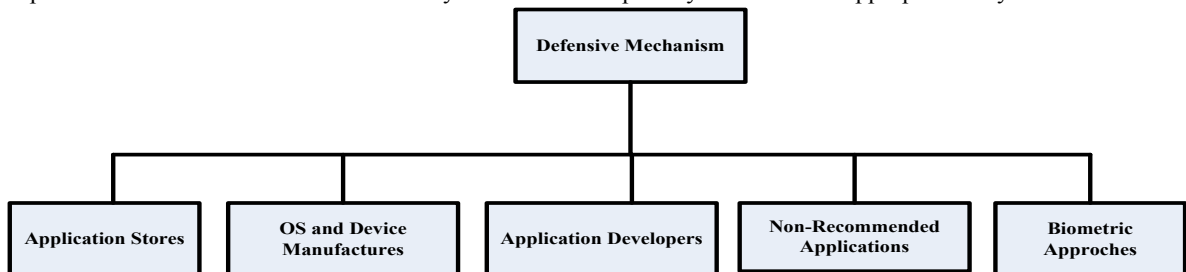 Defensive Mechanism
Application Stores
OS and Device
Manufactures
Application Developers
Non-Recommended
Applications
Biometric
Approches